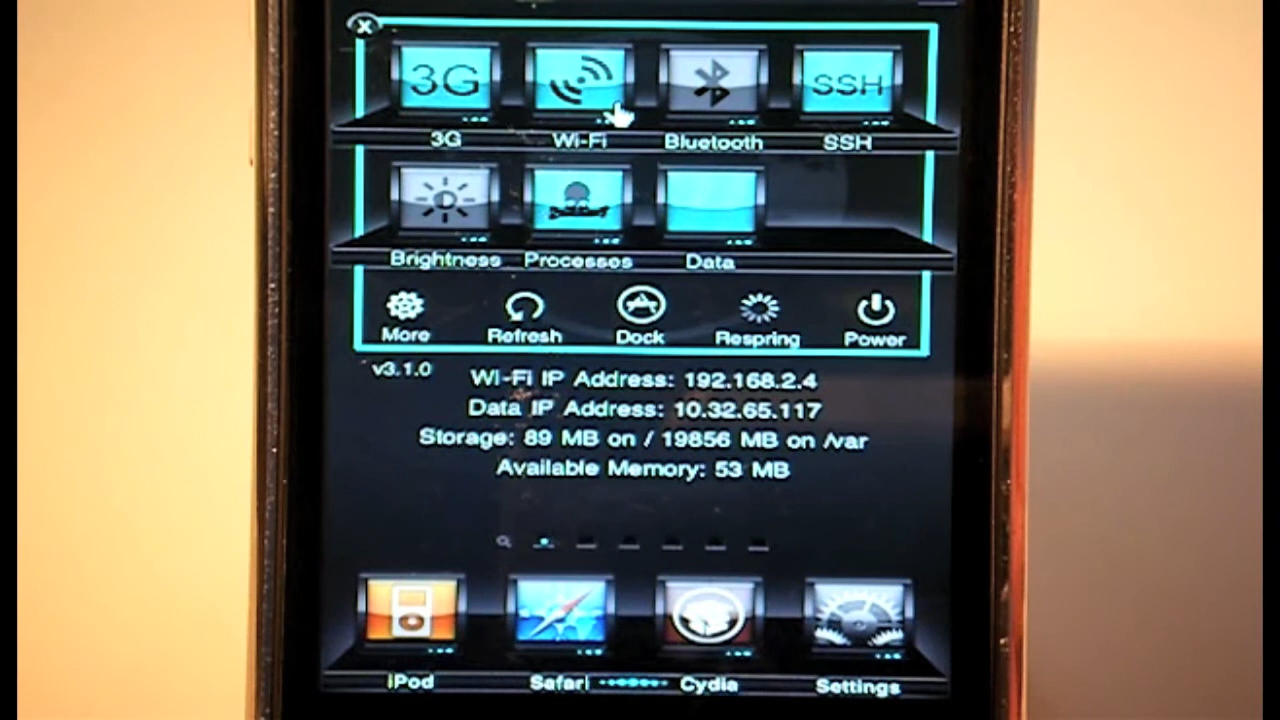 X
3G SSH
3G Wi-Fi Bluetooth SSH
Brightness Processes Data
More Refresh Dock Respring Power
v3.1.0
Wi-Fi IP Address: 192.168.2.4
Data IP Address: 10.32.65.117
Storage: 89 MB on / 19856 MB on /var
Available Memory: 53 MB
iPod Safari Cydia Settings